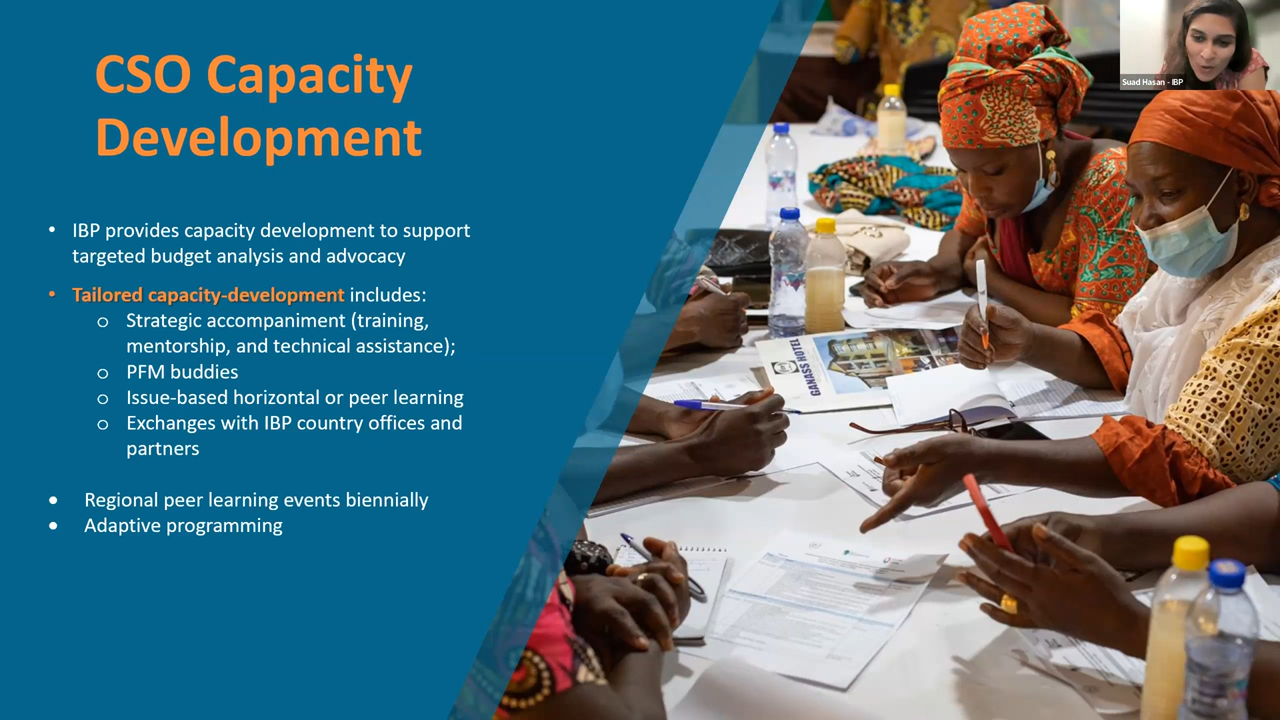 CSO Capacity
Development
• IBP provides capacity development to support
targeted budget analysis and advocacy
• Tailored capacity-development includes:
o Strategic accompaniment (training,
mentorship, and technical assistance);
o PFM buddies
o Issue-based horizontal or peer learning
o Exchanges with IBP country offices and
partners
• Regional peer learning events biennially
• Adaptive programming
Suad Hasan - IBP
GANASS HOTEL